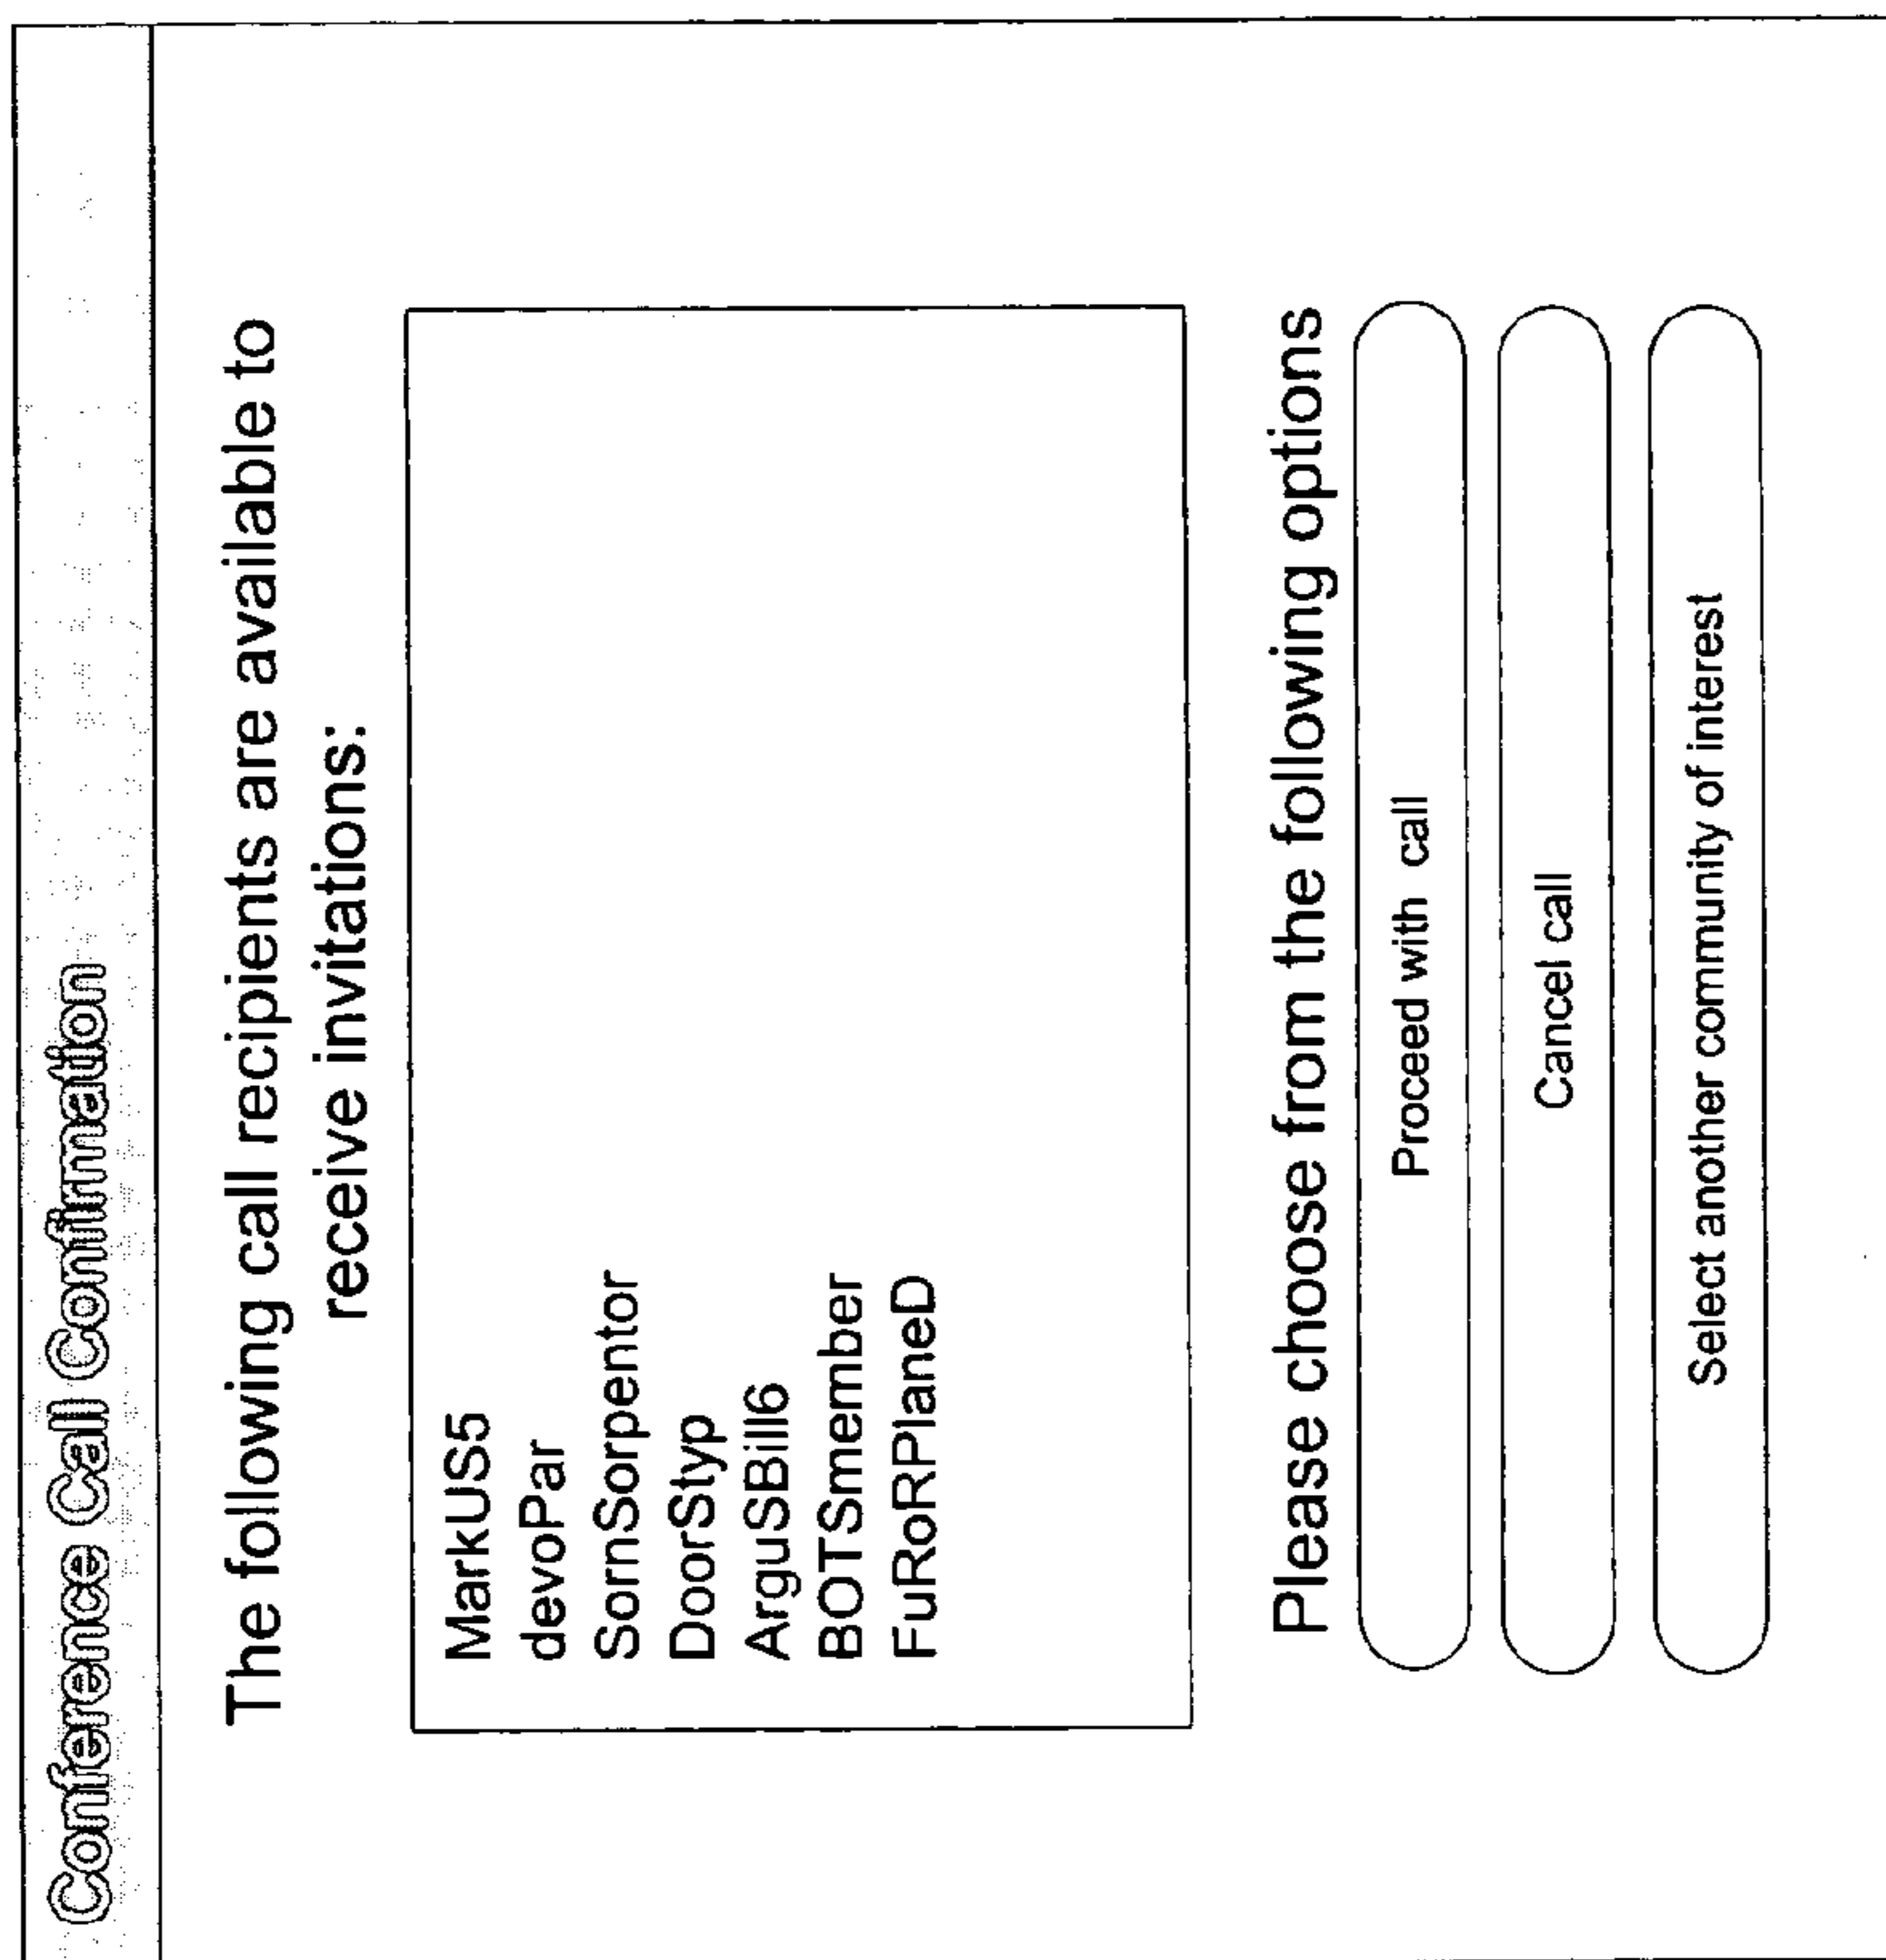 Conference Call Confirmation
The following call recipients are available to
receive invitations:
MarkUS5
devoPar
SornSorpentor
DoorStyp
ArguSBill6
BOTSmember
FuRoRPlaneD
Please choose from the following options
Proceed with call
Cancel call
Select another community of interest